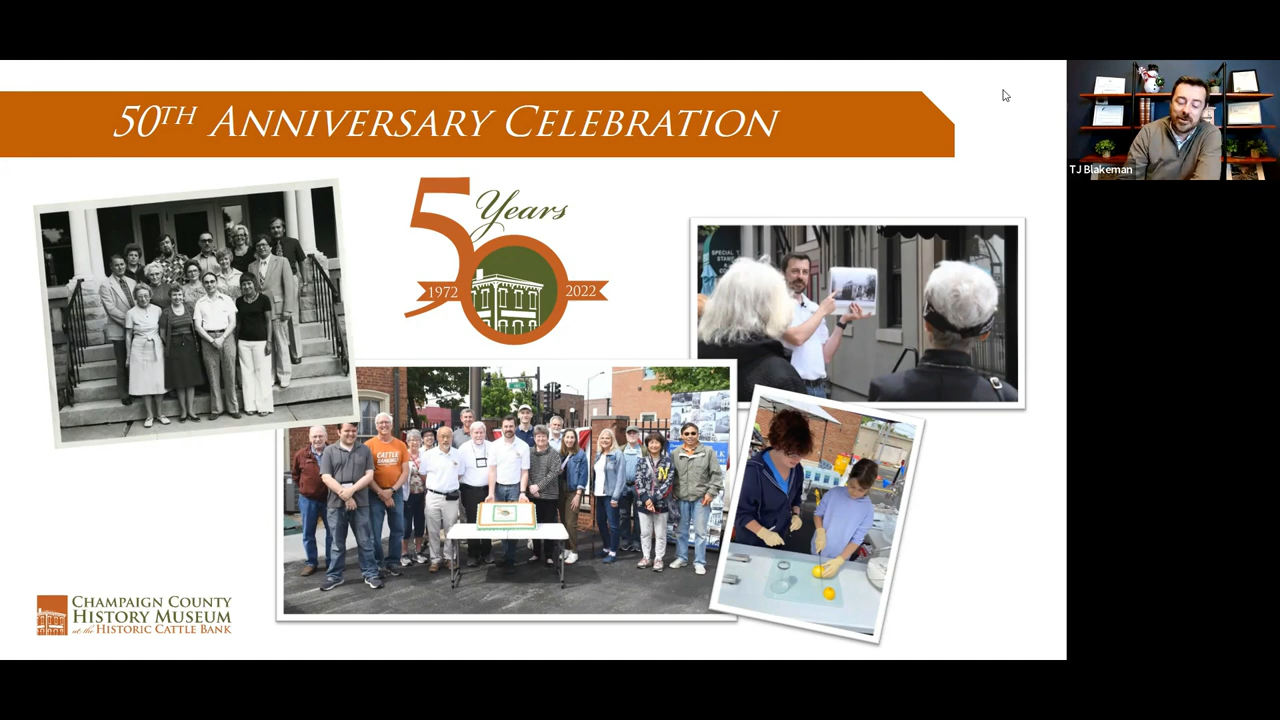 50TH ANNIVERSARY CELEBRATION
TJ Blakeman
50 Years
1972 2022
SPECIAL
CATTLE
CHAMPAIGN COUNTY
HISTORY MUSEUM
at the HISTORIC CATTLE BANK